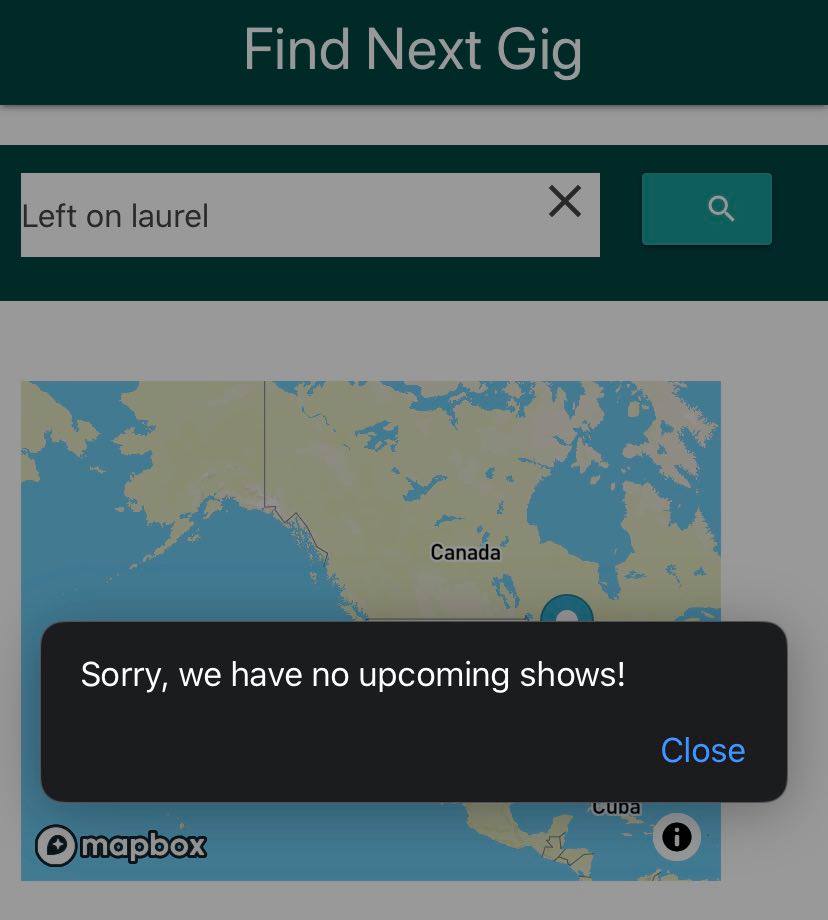 Find Next Gig
Left on laurel
Canada
Sorry, we have no upcoming shows!
Close
Cuba
mapbox